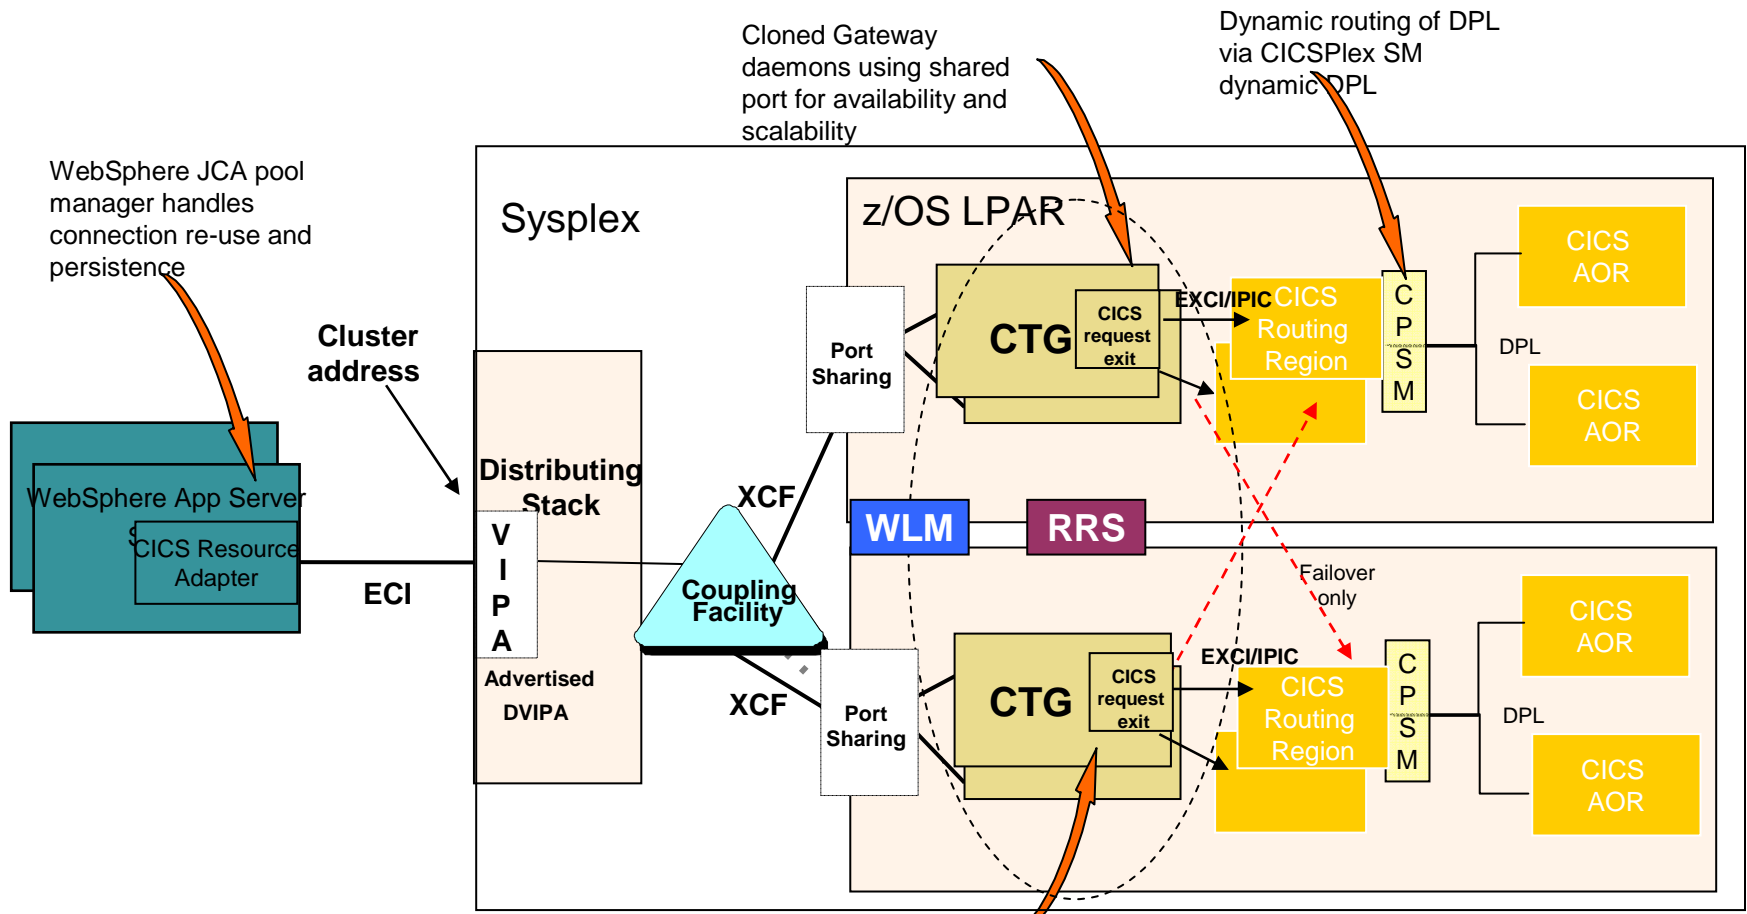 Cloned Gateway
daemons using shared
port for availability and
scalability
Dynamic routing of DPL
via CICSPlex SM
dynamic DPL
WebSphere JCA pool
manager handles
connection re-use and
persistence
Sysplex
z/OS LPAR
Cluster
address
Port
Sharing
CTG
CICS
request
exit
EXCI/IPIC
CICS
Routing
Region
C
P
S
M
DPL
CICS
AOR
CICS
AOR
WebSphere App Server
S
CICS Resource
Adapter
ECI
Distributing
Stack
V
I
P
A
Advertised
DVIPA
XCF
Coupling
Facility
XCF
WLM
RRS
Failover
only
Port
Sharing
CTG
CICS
request
exit
EXCI/IPIC
CICS
Routing
Region
C
P
S
M
DPL
CICS
AOR
CICS
AOR